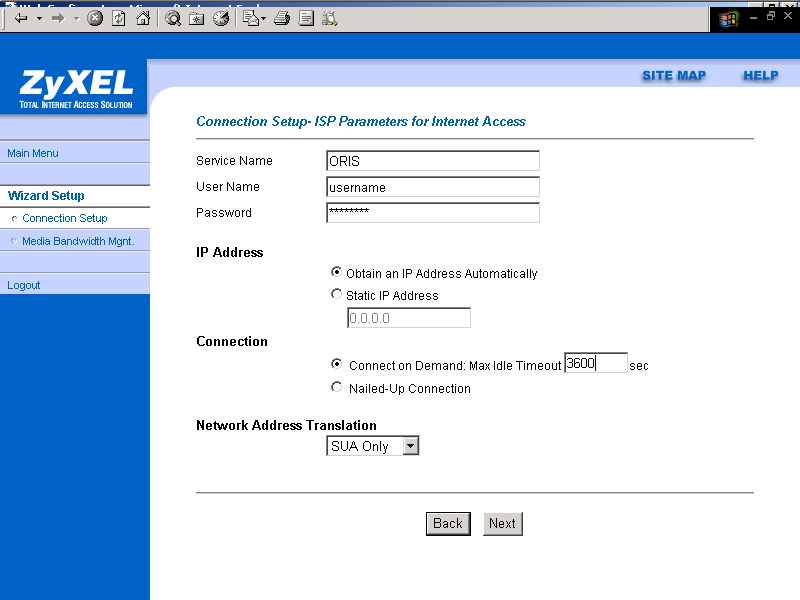 SITE MAP HELP
ZyXEL
TOTAL INTERNET ACCESS SOLUTION
Main Menu
Wizard Setup
Connection Setup
Media Bandwidth Mgnt.
Logout
Connection Setup- ISP Parameters for Internet Access
Service Name ORIS
User Name username
Password ********
IP Address
Obtain an IP Address Automatically
Static IP Address
0.0.0.0
Connection
Connect on Demand: Max Idle Timeout 3600 sec
Nailed-Up Connection
Network Address Translation
SUA Only
Back Next